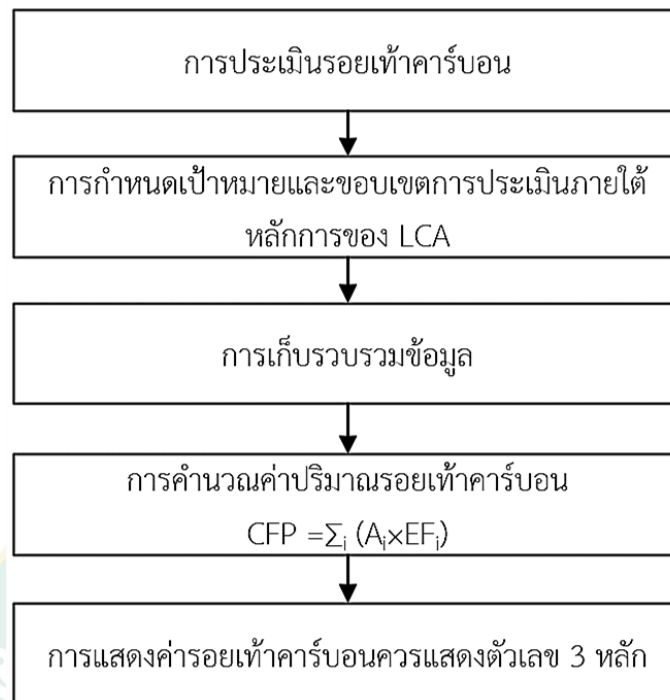 การประเมินรอยเท้าคาร์บอน
การกำหนดเป้าหมายและขอบเขตการประเมินภายใต้
หลักการของ LCA
การเก็บรวบรวมข้อมูล
การคำนวณค่าปริมาณรอยเท้าคาร์บอน
CFP =Σᵢ (Aᵢ×EFᵢ)
การแสดงค่ารอยเท้าคาร์บอนควรแสดงตัวเลข 3 หลัก